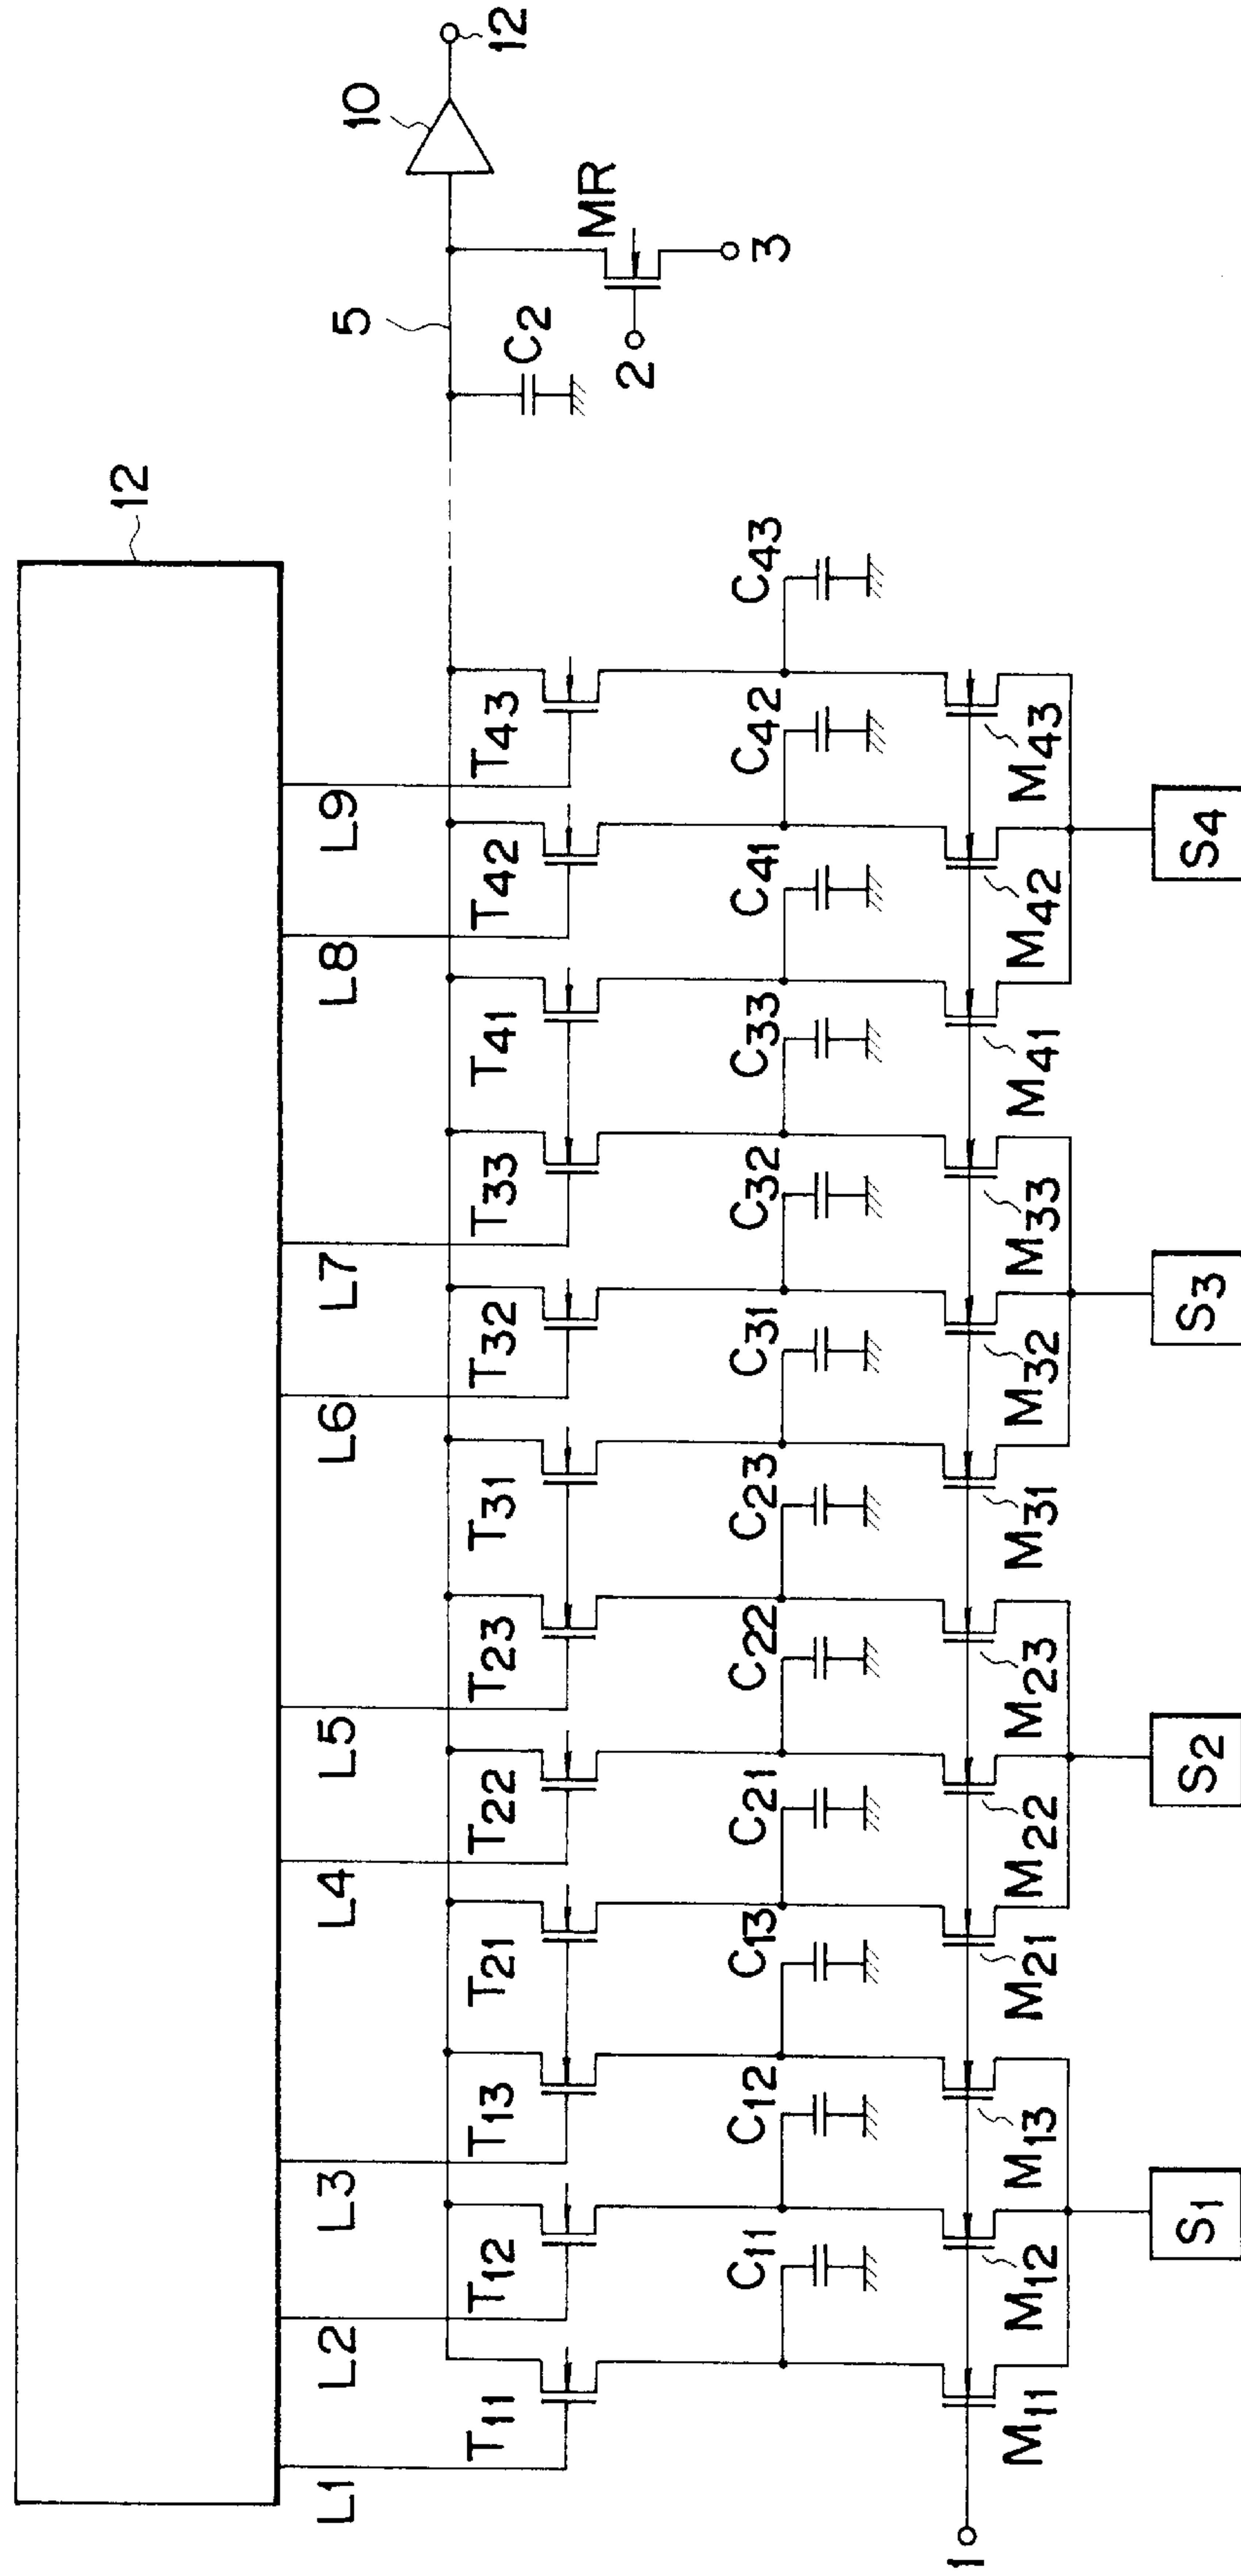 12
L1 L2 L3 L4 L5 L6 L7 L8 L9
10
12
5
T11 T12 T13 T21 T22 T23 T31 T32 T33 T41 T42 T43
C2
MR
2
3
C11 C12 C13 C21 C22 C23 C31 C32 C33 C41 C42 C43
1
M11 M12 M13 M21 M22 M23 M31 M32 M33 M41 M42 M43
S1 S2 S3 S4